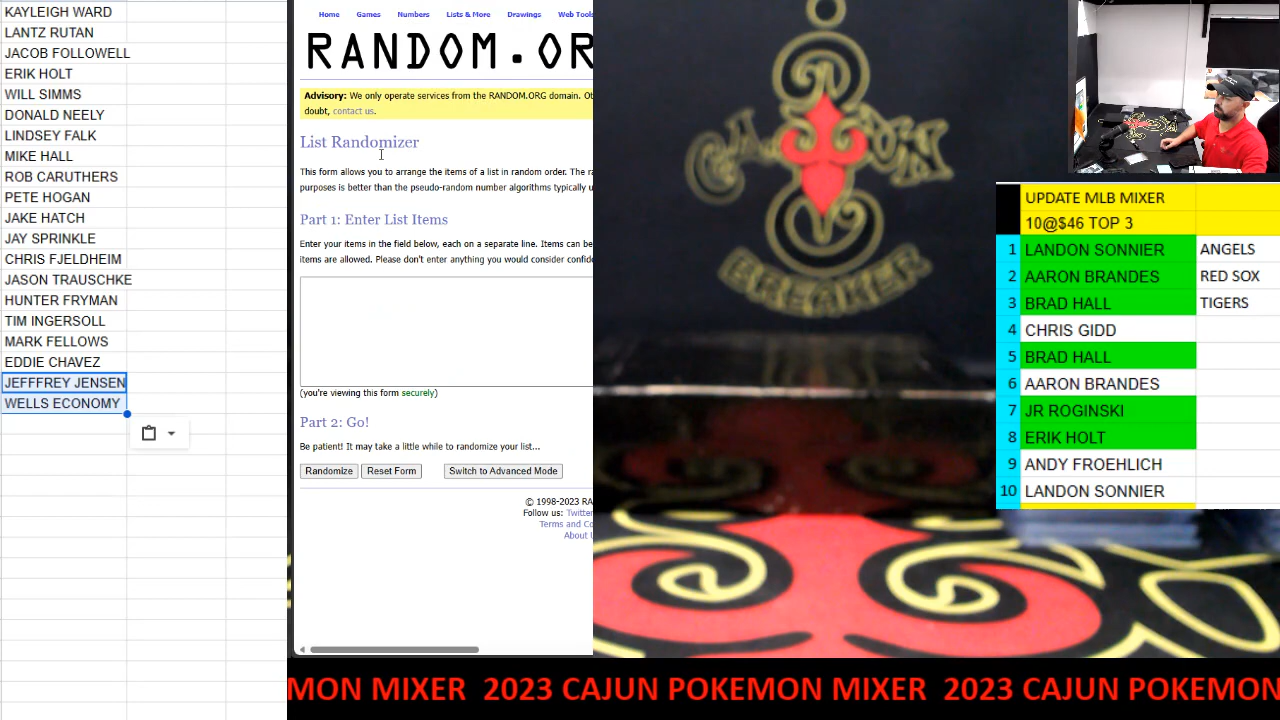 KAYLEIGH WARD
LANTZ RUTAN
JACOB FOLLOWELL
ERIK HOLT
WILL SIMMS
DONALD NEELY
LINDSEY FALK
MIKE HALL
ROB CARUTHERS
PETE HOGAN
JAKE HATCH
JAY SPRINKLE
CHRIS FJELDHEIM
JASON TRAUSCHKE
HUNTER FRYMAN
TIM INGERSOLL
MARK FELLOWS
EDDIE CHAVEZ
JEFFFREY JENSEN
WELLS ECONOMY
Home Games Numbers Lists & More Drawings Web Tools
RANDOM.OR
Advisory: We only operate services from the RANDOM.ORG domain. Ot
doubt, contact us.
List Randomizer
This form allows you to arrange the items of a list in random order. The ra
purposes is better than the pseudo-random number algorithms typically u
Part 1: Enter List Items
Enter your items in the field below, each on a separate line. Items can be
items are allowed. Please don't enter anything you would consider confide
(you're viewing this form securely)
Part 2: Go!
Be patient! It may take a little while to randomize your list...
Randomize Reset Form Switch to Advanced Mode
© 1998-2023 RA
Follow us: Twitter
Terms and Co
About U
CAJUN
BREAKER
UPDATE MLB MIXER
10@$46 TOP 3
1 LANDON SONNIER ANGELS
2 AARON BRANDES RED SOX
3 BRAD HALL TIGERS
4 CHRIS GIDD
5 BRAD HALL
6 AARON BRANDES
7 JR ROGINSKI
8 ERIK HOLT
9 ANDY FROEHLICH
10 LANDON SONNIER
MON MIXER 2023 CAJUN POKEMON MIXER 2023 CAJUN POKEMON